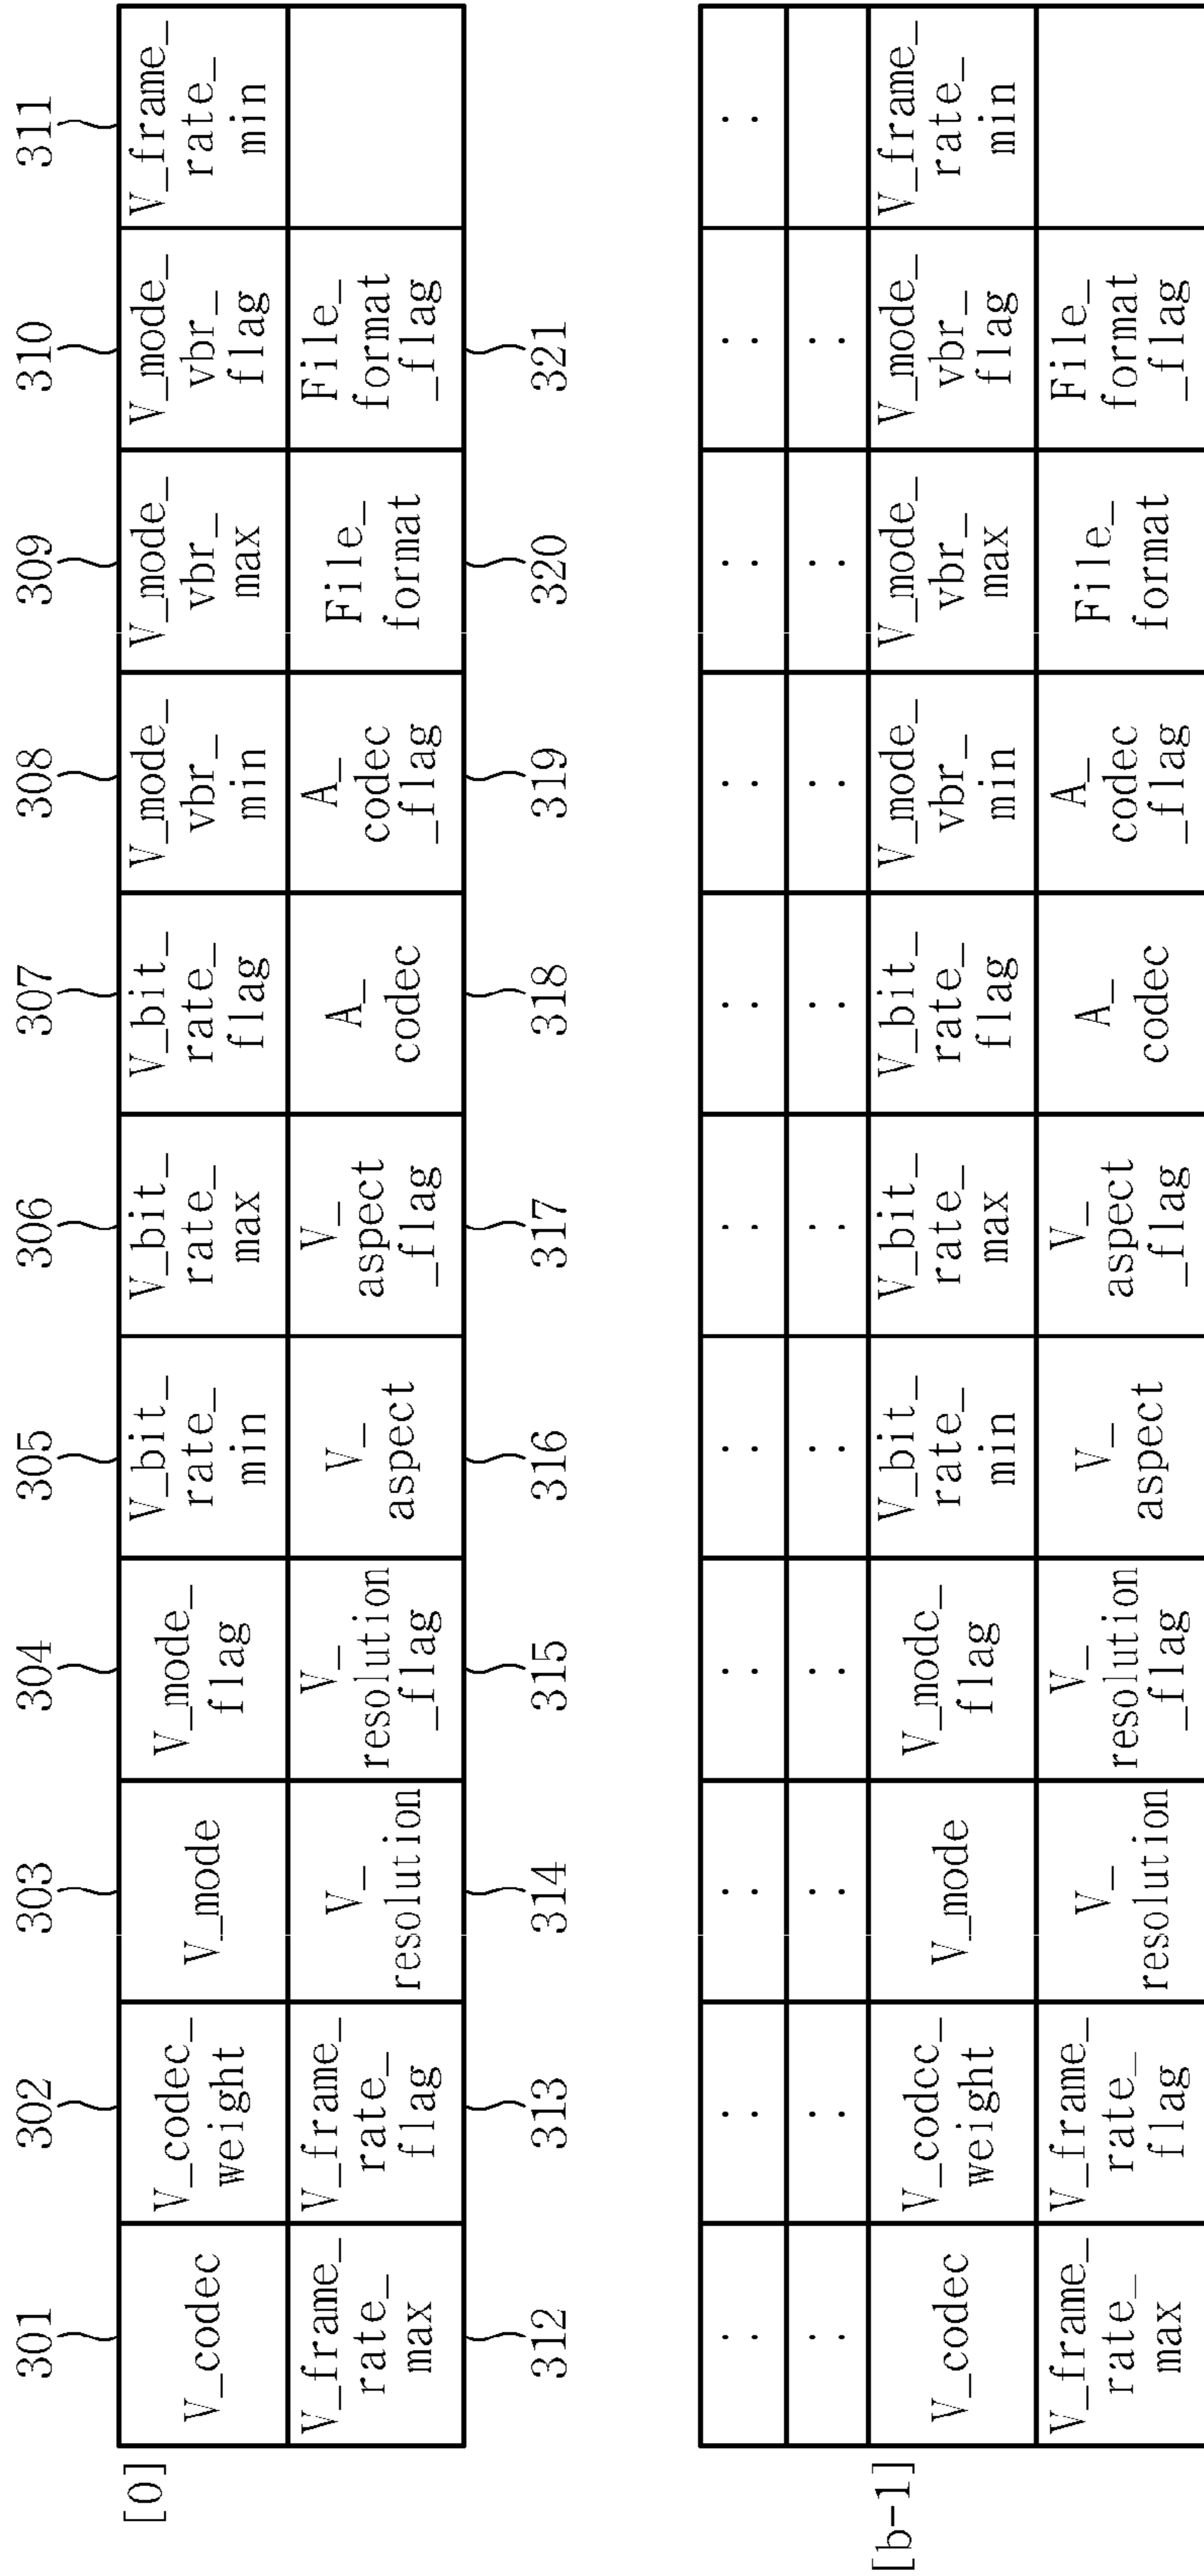 301 302 303 304 305 306 307 308 309 310 311
[0]
V_codec
V_codec_
weight
V_mode
V_mode_
flag
V_bit_
rate_
min
V_bit_
rate_
max
V_bit_
rate_
flag
V_mode_
vbr_
min
V_mode_
vbr_
max
V_mode_
vbr_
flag
V_frame_
rate_
min
V_frame_
rate_
max
V_frame_
rate_
flag
V_
resolution
V_
resolution
_flag
V_
aspect
V_
aspect
_flag
A_
codec
A_
codec
_flag
File_
format
File_
format
_flag
312 313 314 315 316 317 318 319 320 321
: : : : : : : : : : :
: : : : : : : : : :
[b-1]
V_codec
V_codcc_
weight
V_mode
V_modc_
flag
V_bit_
rate_
min
V_bit_
rate_
max
V_bit_
rate_
flag
V_mode_
vbr_
min
V_mode_
vbr_
max
V_mode_
vbr_
flag
V_frame_
rate_
min
V_frame_
rate_
max
V_frame_
rate_
flag
V_
resolution
V_
resolution
_flag
V_
aspect
V_
aspect
_flag
A_
codec
A_
codec
_flag
File_
format
File_
format
_flag